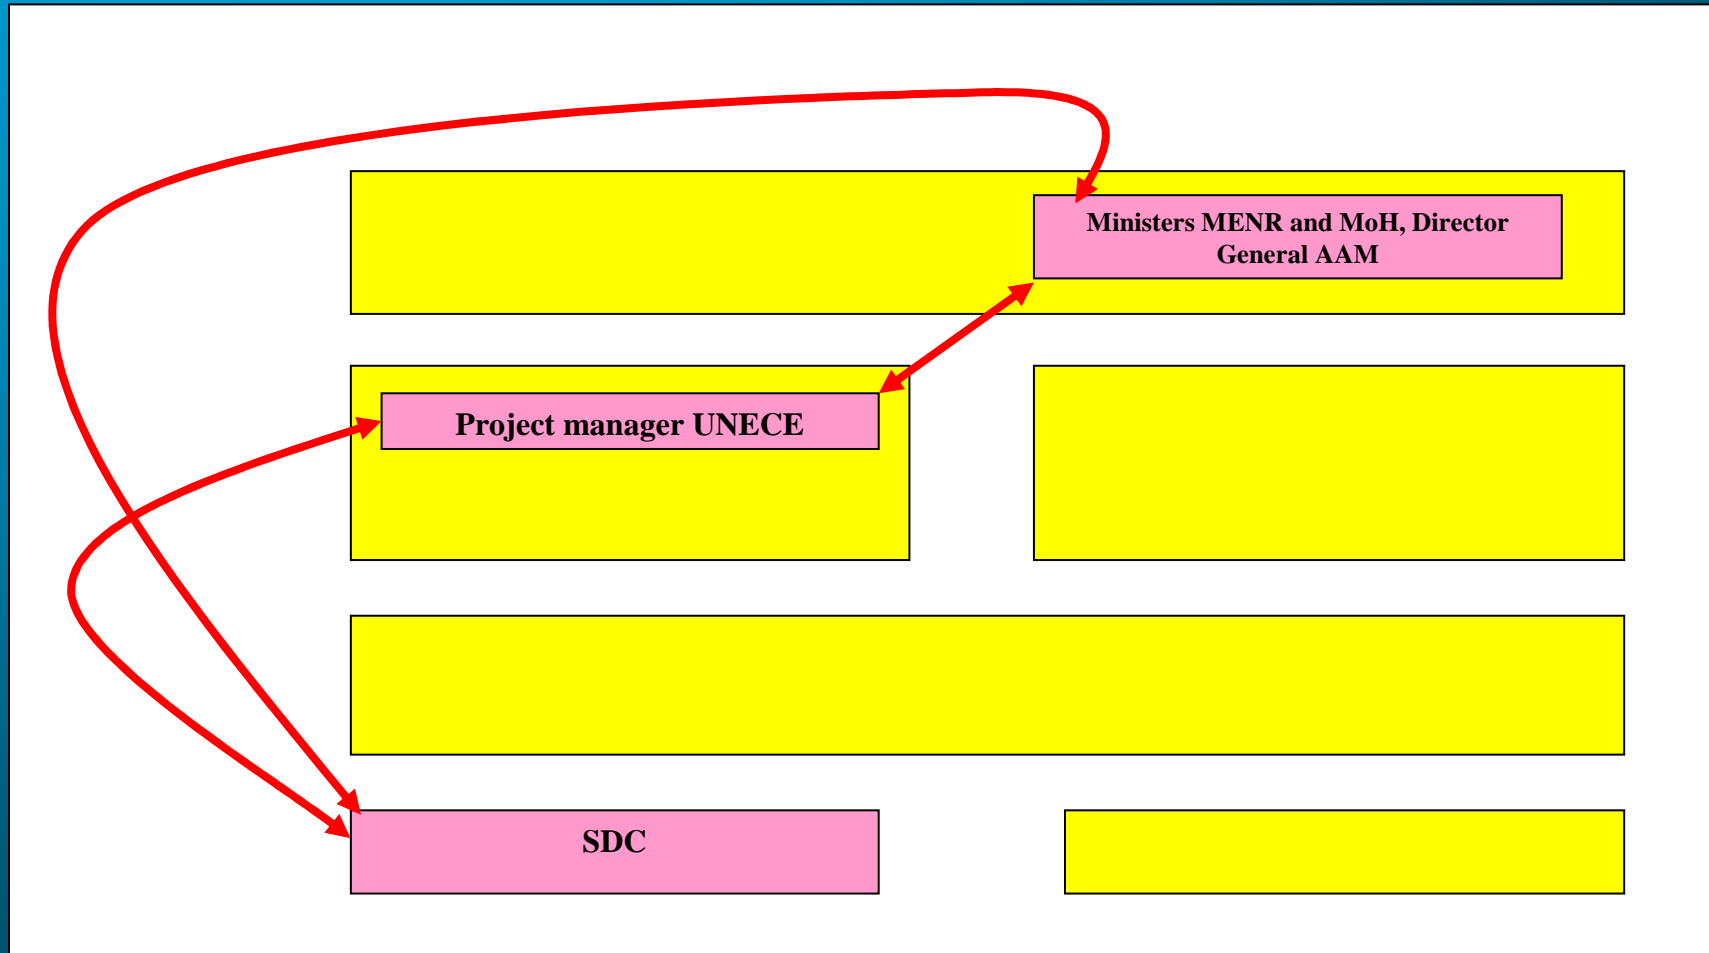 Ministers MENR and MoH, Director
General AAM
Project manager UNECE
SDC